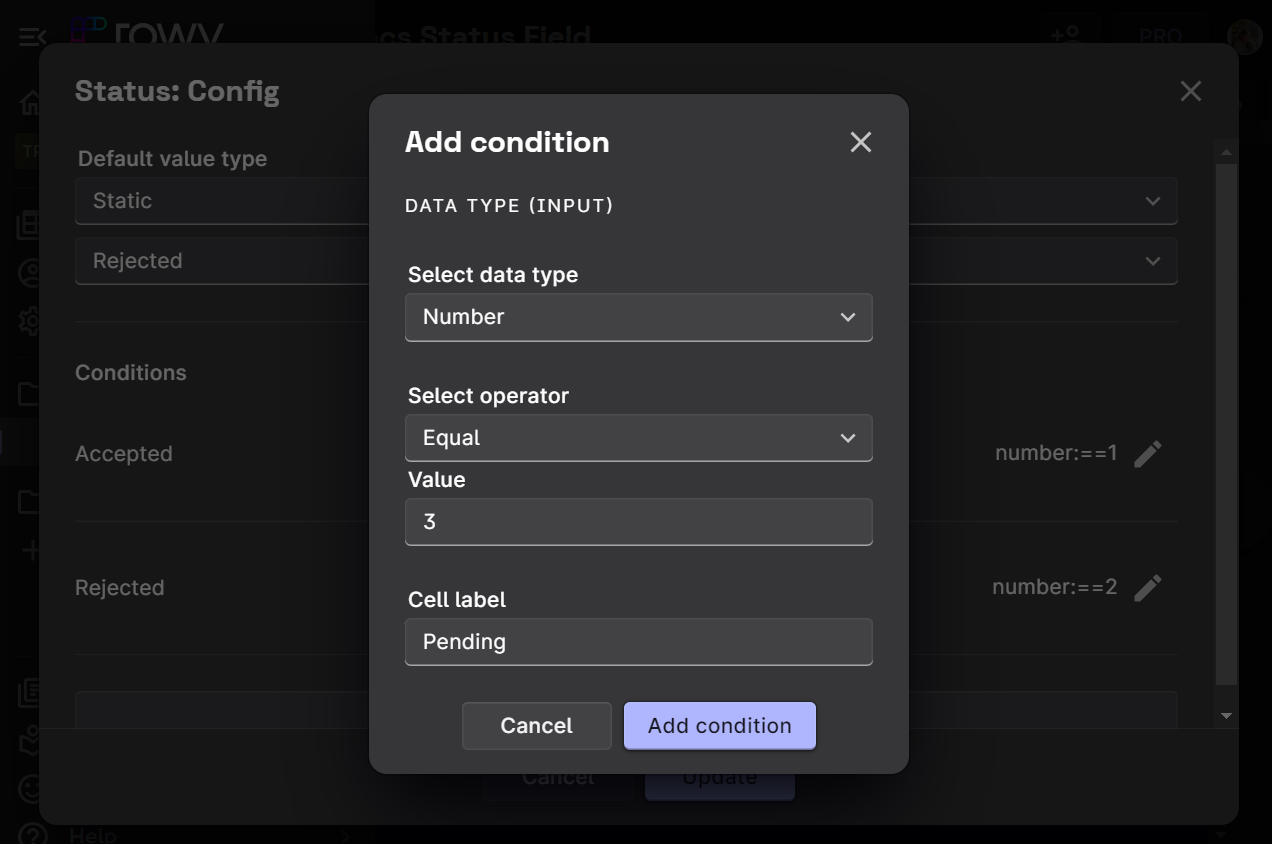 rowy
cs Status Field
PRO
Status: Config
Default value type
Static
Rejected
Conditions
Accepted
number:==1
Rejected
number:==2
Add condition
DATA TYPE (INPUT)
Select data type
Number
Select operator
Equal
Value
3
Cell label
Pending
Cancel
Add condition
Cancel
Update
Help